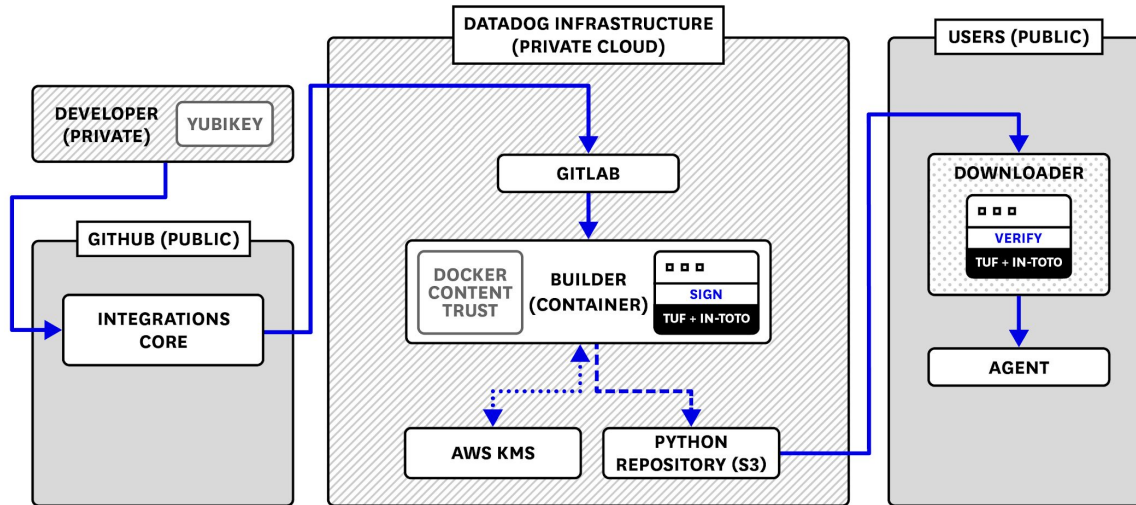 DATADOG INFRASTRUCTURE
(PRIVATE CLOUD)
USERS (PUBLIC)
DEVELOPER
(PRIVATE)
YUBIKEY
GITHUB (PUBLIC)
INTEGRATIONS
CORE
GITLAB
DOCKER
CONTENT
TRUST
BUILDER
(CONTAINER)
SIGN
TUF + IN-TOTO
AWS KMS
PYTHON
REPOSITORY (S3)
DOWNLOADER
VERIFY
TUF + IN-TOTO
AGENT